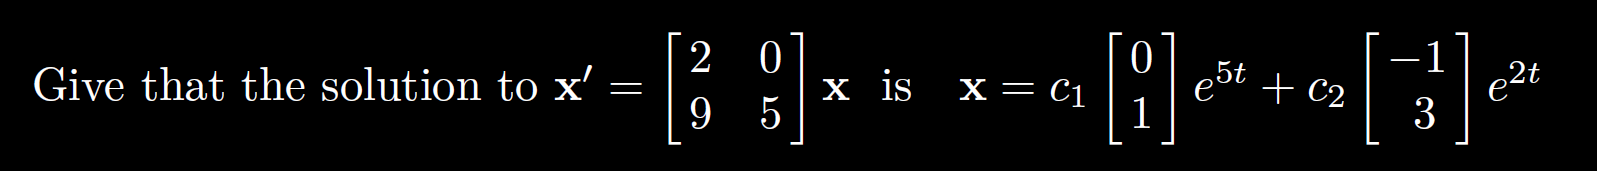 Give that the solution to x′ = [2 0; 9 5] x is x = c₁ [0; 1] e^{5t} + c₂ [−1; 3] e^{2t}